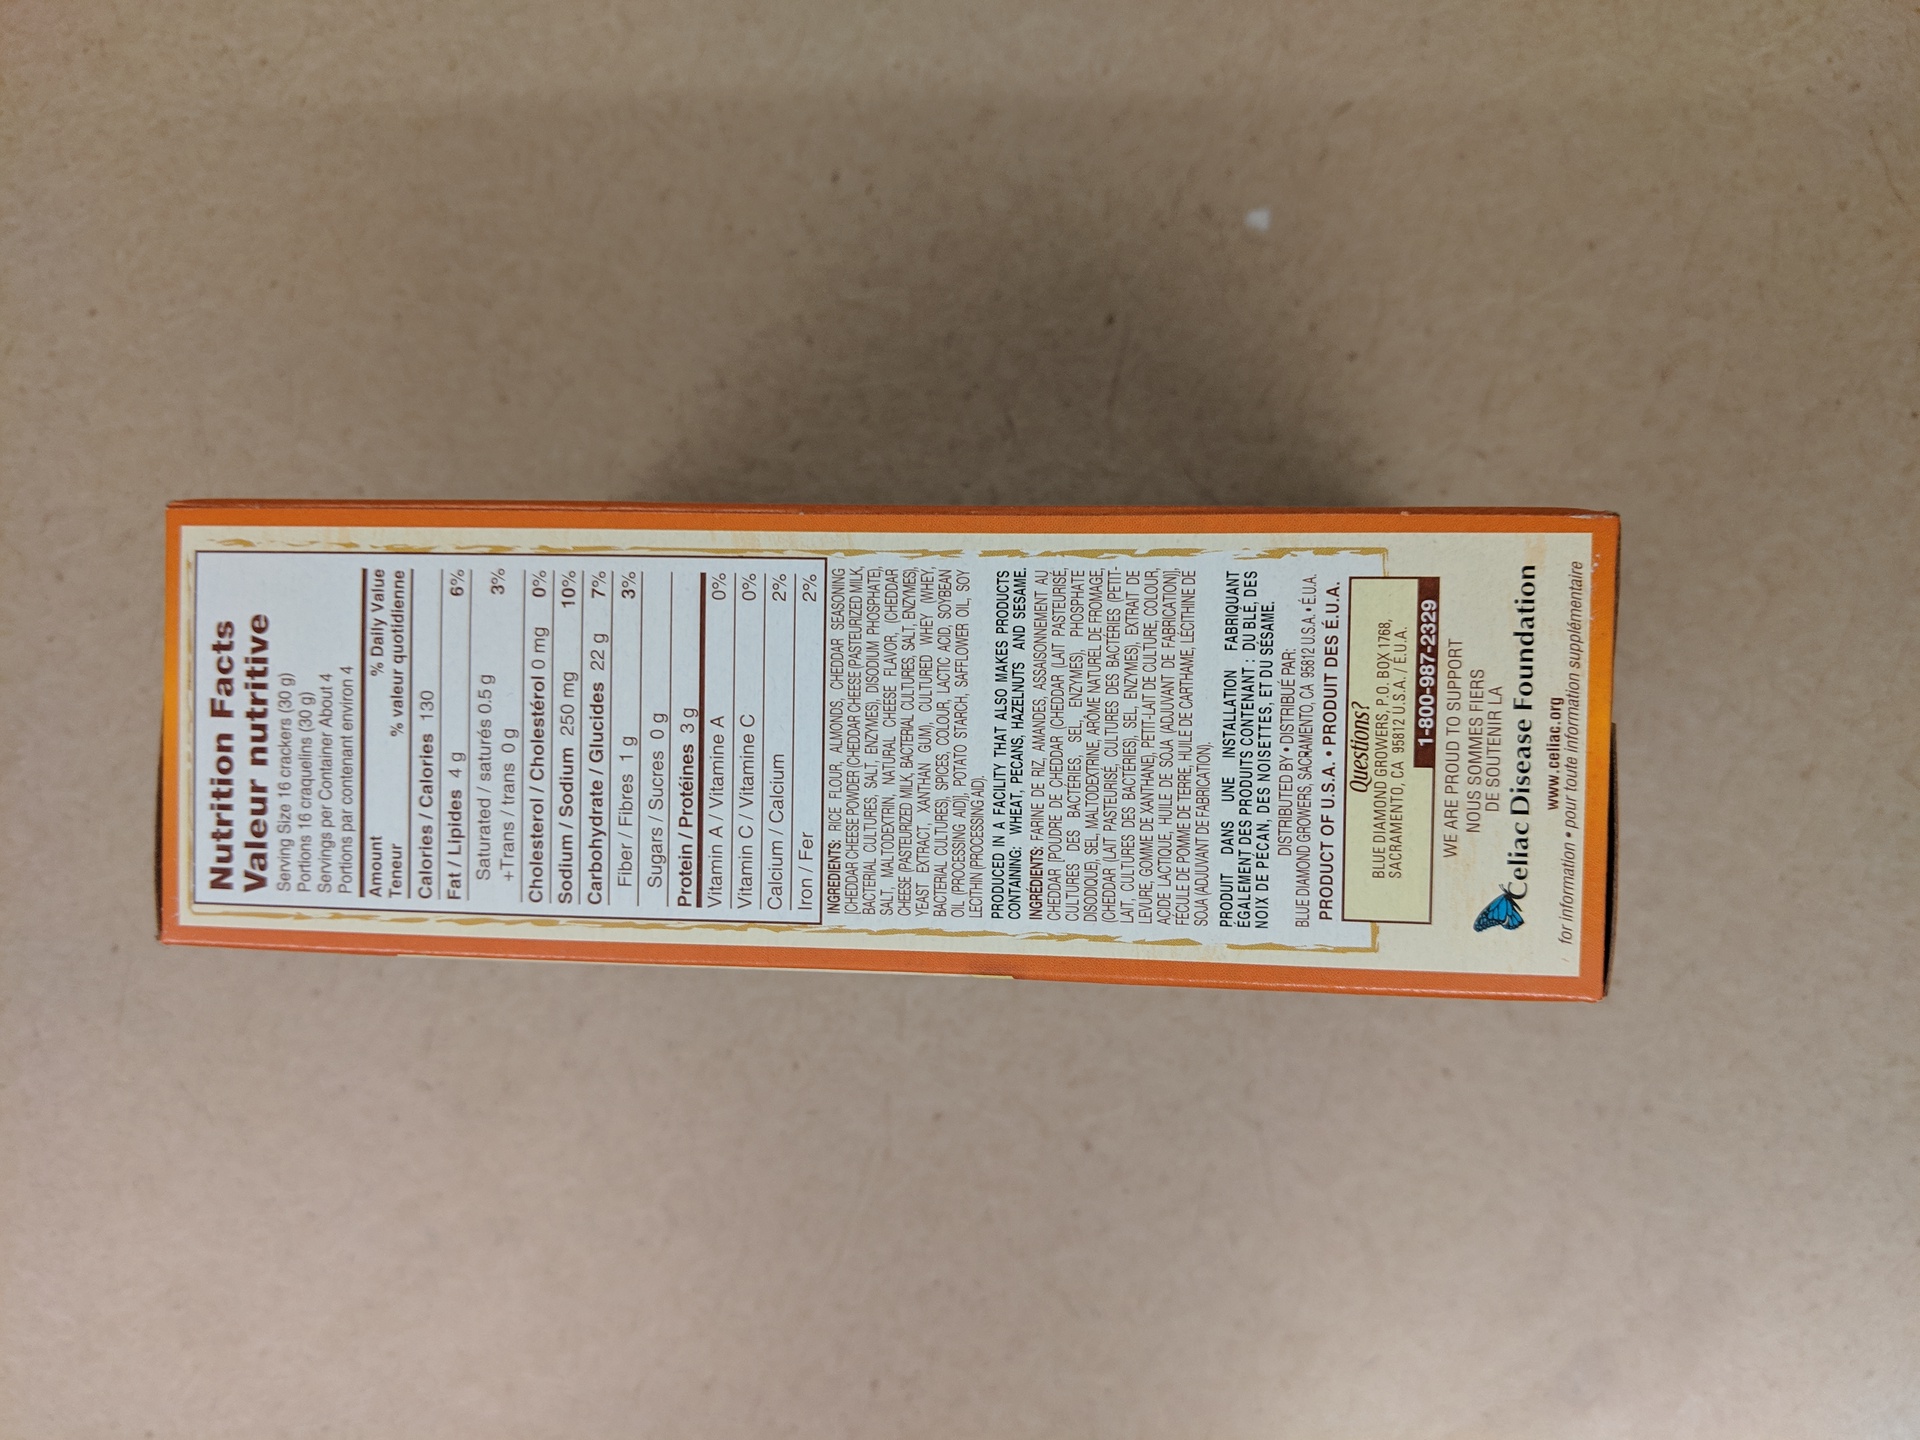 Nutrition Facts
Valeur nutritive
Serving Size 16 crackers (30 g)
Portions 16 craquelins (30 g)
Servings per Container About 4
Portions par contenant environ 4
Amount % Daily Value
Teneur % valeur quotidienne
Calories / Calories 130
Fat / Lipides 4 g 6%
Saturated / saturés 0.5 g
+Trans / trans 0 g 3%
Cholesterol / Cholestérol 0 mg 0%
Sodium / Sodium 250 mg 10%
Carbohydrate / Glucides 22 g 7%
Fiber / Fibres 1 g 3%
Sugars / Sucres 0 g
Protein / Protéines 3 g
Vitamin A / Vitamine A 0%
Vitamin C / Vitamine C 0%
Calcium / Calcium 2%
Iron / Fer 2%
INGREDIENTS: RICE FLOUR, ALMONDS, CHEDDAR SEASONING
[CHEDDAR CHEESE POWDER (CHEDDAR CHEESE (PASTEURIZED MILK,
BACTERIAL CULTURES, SALT, ENZYMES), DISODIUM PHOSPHATE),
SALT, MALTODEXTRIN, NATURAL CHEESE FLAVOR, (CHEDDAR
CHEESE (PASTEURIZED MILK, BACTERIAL CULTURES, SALT, ENZYMES),
YEAST EXTRACT, XANTHAN GUM), CULTURED WHEY (WHEY,
BACTERIAL CULTURES), SPICES, COLOUR, LACTIC ACID, SOYBEAN
OIL (PROCESSING AID)], POTATO STARCH, SAFFLOWER OIL, SOY
LECITHIN (PROCESSING AID).
PRODUCED IN A FACILITY THAT ALSO MAKES PRODUCTS
CONTAINING: WHEAT, PECANS, HAZELNUTS AND SESAME.
INGREDIENTS: FARINE DE RIZ, AMANDES, ASSAISONNEMENT AU
CHEDDAR (POUDRE DE CHEDDAR (CHEDDAR (LAIT PASTEURISÉ,
CULTURES DES BACTERIES, SEL, ENZYMES), PHOSPHATE
DISODIQUE), SEL, MALTODEXTRINE, ARÔME NATUREL DE FROMAGE,
(CHEDDAR (LAIT PASTEURISÉ, CULTURES DES BACTÉRIES (PETIT-
LAIT, CULTURES DES BACTÉRIES), SEL, ENZYMES), EXTRAIT DE
LEVURE, GOMME DE XANTHANE), PETIT-LAIT DE CULTURE, COLOUR,
ACIDE LACTIQUE, HUILE DE SOJA (ADJUVANT DE FABRICATION)],
FÉCULE DE POMME DE TERRE, HUILE DE CARTHAME, LÉCITHINE DE
SOJA (ADJUVANT DE FABRICATION).
PRODUIT DANS UNE INSTALLATION FABRIQUANT
ÉGALEMENT DES PRODUITS CONTENANT : DU BLÉ, DES
NOIX DE PÉCAN, DES NOISETTES, ET DU SÉSAME.
DISTRIBUTED BY • DISTRIBUÉ PAR:
BLUE DIAMOND GROWERS, SACRAMENTO, CA 95812 U.S.A. • É.U.A.
PRODUCT OF U.S.A. • PRODUIT DES É.U.A.
Questions?
BLUE DIAMOND GROWERS, P.O. BOX 1768,
SACRAMENTO, CA 95812 U.S.A. / É.U.A.
1-800-987-2329
WE ARE PROUD TO SUPPORT
NOUS SOMMES FIERS
DE SOUTENIR LA
Celiac Disease Foundation
www.celiac.org
for information • pour toute information suplémentaire